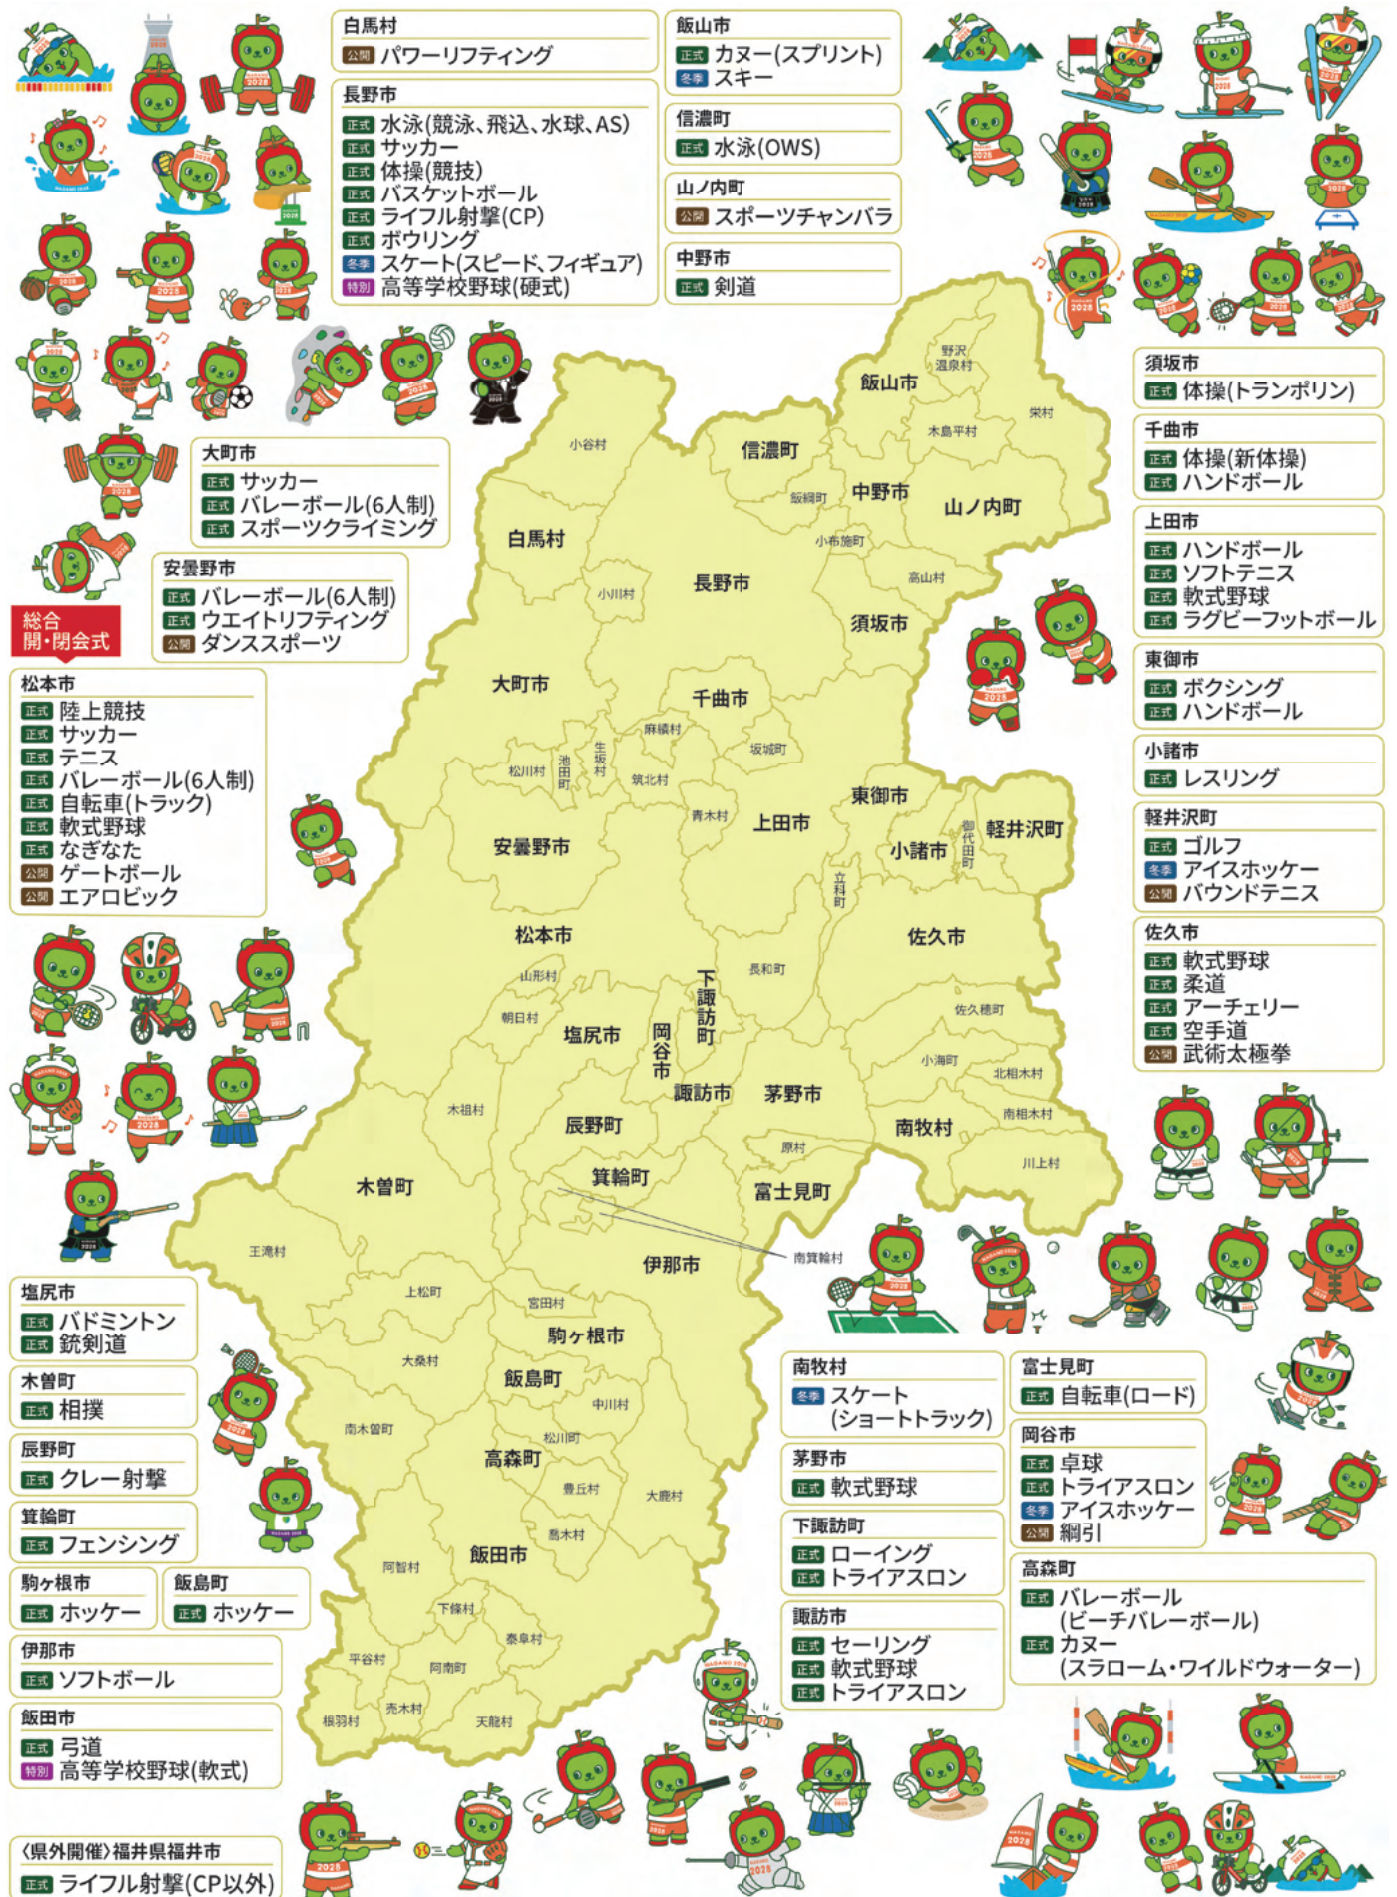 白馬村
公開 パワーリフティング
長野市
正式 水泳(競泳、飛込、水球、AS)
正式 サッカー
正式 体操(競技)
正式 バスケットボール
正式 ライフル射撃(CP)
正式 ボウリング
冬季 スケート(スピード、フィギュア)
特別 高等学校野球(硬式)
飯山市
正式 カヌー(スプリント)
冬季 スキー
信濃町
正式 水泳(OWS)
山ノ内町
公開 スポーツチャンバラ
中野市
正式 剣道
須坂市
正式 体操(トランポリン)
千曲市
正式 体操(新体操)
正式 ハンドボール
上田市
正式 ハンドボール
正式 ソフトテニス
正式 軟式野球
正式 ラグビーフットボール
東御市
正式 ボクシング
正式 ハンドボール
小諸市
正式 レスリング
軽井沢町
正式 ゴルフ
冬季 アイスホッケー
公開 バウンドテニス
佐久市
正式 軟式野球
正式 柔道
正式 アーチェリー
正式 空手道
公開 武術太極拳
大町市
正式 サッカー
正式 バレーボール(6人制)
正式 スポーツクライミング
安曇野市
正式 バレーボール(6人制)
正式 ウエイトリフティング
公開 ダンススポーツ
総合
開・閉会式
松本市
正式 陸上競技
正式 サッカー
正式 テニス
正式 バレーボール(6人制)
正式 自転車(トラック)
正式 軟式野球
正式 なぎなた
公開 ゲートボール
公開 エアロビック
塩尻市
正式 バドミントン
正式 銃剣道
木曽町
正式 相撲
辰野町
正式 クレー射撃
箕輪町
正式 フェンシング
駒ヶ根市
正式 ホッケー
飯島町
正式 ホッケー
伊那市
正式 ソフトボール
飯田市
正式 弓道
特別 高等学校野球(軟式)
〈県外開催〉福井県福井市
正式 ライフル射撃(CP以外)
南牧村
冬季 スケート
(ショートトラック)
茅野市
正式 軟式野球
下諏訪町
正式 ローイング
正式 トライアスロン
諏訪市
正式 セーリング
正式 軟式野球
正式 トライアスロン
富士見町
正式 自転車(ロード)
岡谷市
正式 卓球
正式 トライアスロン
冬季 アイスホッケー
公開 綱引
高森町
正式 バレーボール
(ビーチバレーボール)
正式 カヌー
(スラローム・ワイルドウォーター)
野沢
温泉村
飯山市
栄村
木島平村
小谷村
信濃町
飯綱町
中野市
山ノ内町
白馬村
小布施町
高山村
長野市
小川村
須坂市
大町市
千曲市
麻績村
坂城町
生坂村
池田町
松川村
筑北村
青木村
東御市
上田市
御代田町
軽井沢町
小諸市
安曇野市
立科町
松本市
佐久市
山形村
長和町
下諏訪町
朝日村
塩尻市
岡谷市
佐久穂町
小海町
北相木村
諏訪市
茅野市
木祖村
辰野町
南牧村
南相木村
原村
川上村
箕輪町
富士見町
木曽町
王滝村
南箕輪村
伊那市
上松町
宮田村
駒ヶ根市
大桑村
飯島町
中川村
南木曽町
松川町
高森町
豊丘村
大鹿村
喬木村
飯田市
阿智村
下條村
泰阜村
平谷村
阿南町
売木村
根羽村
天龍村